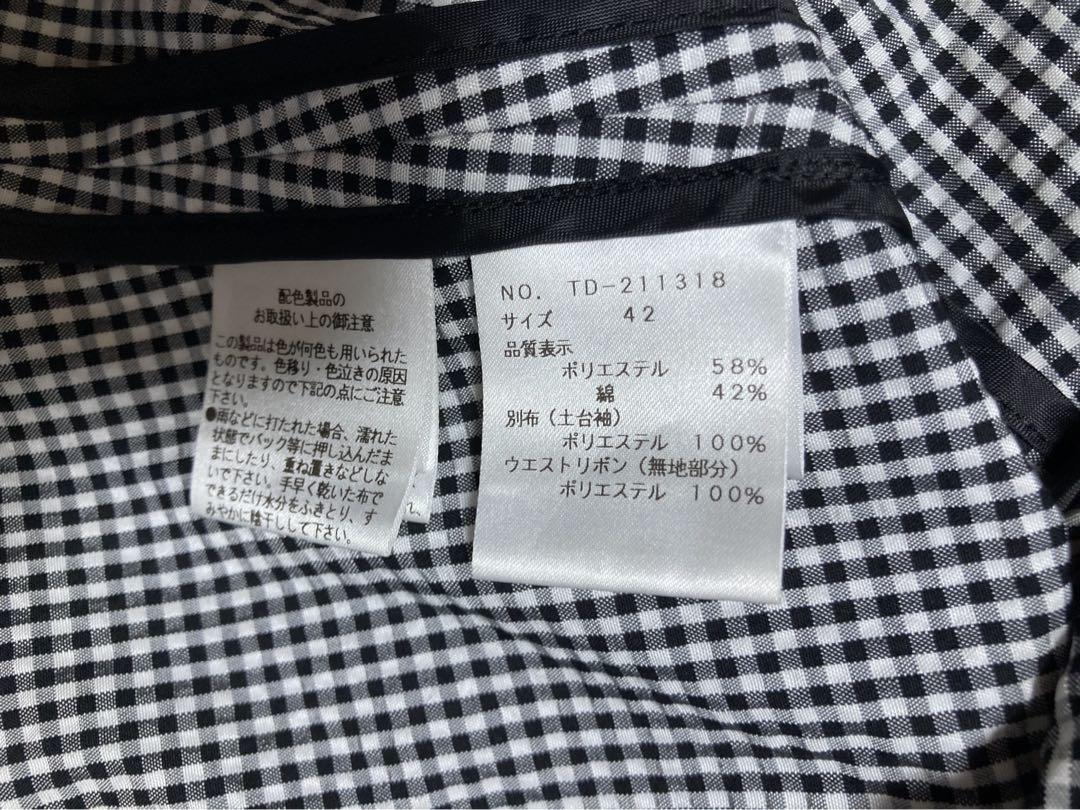 配色製品の
お取扱い上の御注意
この製品は色が何色も用いられた
ものです。色移り・色泣きの原因
となりますので下記の点にご注意
下さい。
●雨などに打たれた場合、濡れた
状態でバック等に押し込んだま
まにしたり、重ね置きなどしな
いで下さい。手早く乾いた布で
できるだけ水分をふきとり、す
みやかに陰干しして下さい。
NO. TD-211318
サイズ 42
品質表示
ポリエステル 58%
綿 42%
別布（土台袖）
ポリエステル 100%
ウエストリボン（無地部分）
ポリエステル 100%